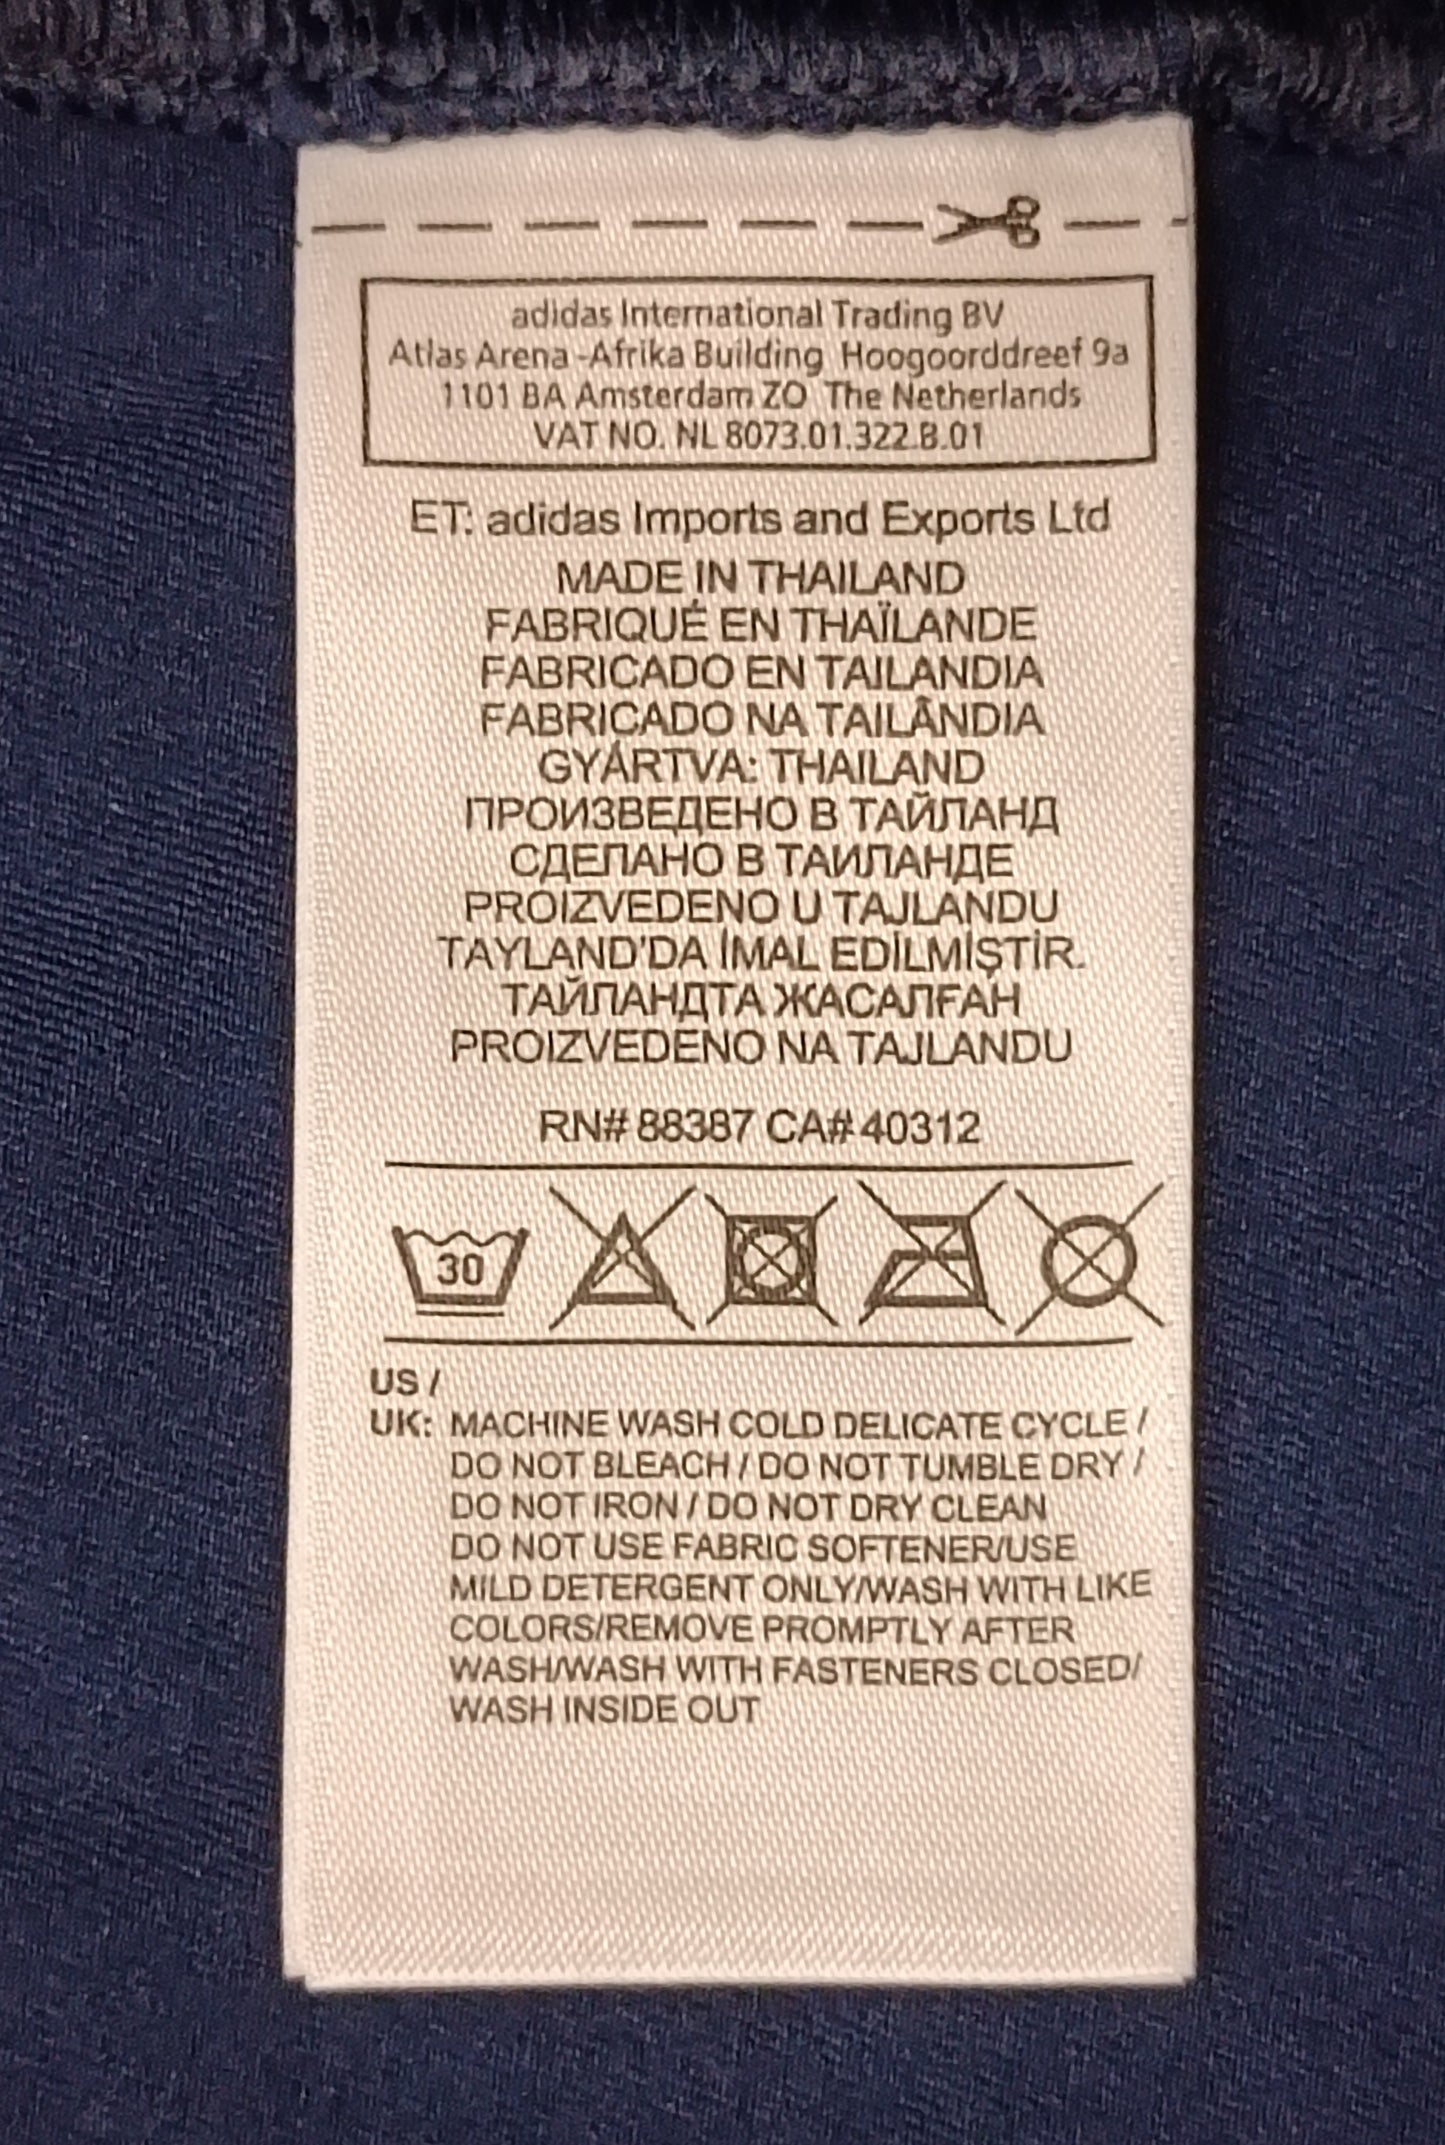 adidas International Trading BV
Atlas Arena -Afrika Building Hoogoorddreef 9a
1101 BA Amsterdam ZO The Netherlands
VAT NO. NL 8073.01.322.B.01
ET: adidas Imports and Exports Ltd
MADE IN THAILAND
FABRIQUÉ EN THAÏLANDE
FABRICADO EN TAILANDIA
FABRICADO NA TAILÂNDIA
GYÁRTVA: THAILAND
ПРОИЗВЕДЕНО В ТАЙЛАНД
СДЕЛАНО В ТАИЛАНДЕ
PROIZVEDENO U TAJLANDU
TAYLAND'DA İMAL EDİLMİŞTİR.
ТАЙЛАНДТА ЖАСАЛҒАН
PROIZVEDENO NA TAJLANDU
RN# 88387 CA# 40312
30
US /
UK: MACHINE WASH COLD DELICATE CYCLE /
DO NOT BLEACH / DO NOT TUMBLE DRY /
DO NOT IRON / DO NOT DRY CLEAN
DO NOT USE FABRIC SOFTENER/USE
MILD DETERGENT ONLY/WASH WITH LIKE
COLORS/REMOVE PROMPTLY AFTER
WASH/WASH WITH FASTENERS CLOSED/
WASH INSIDE OUT